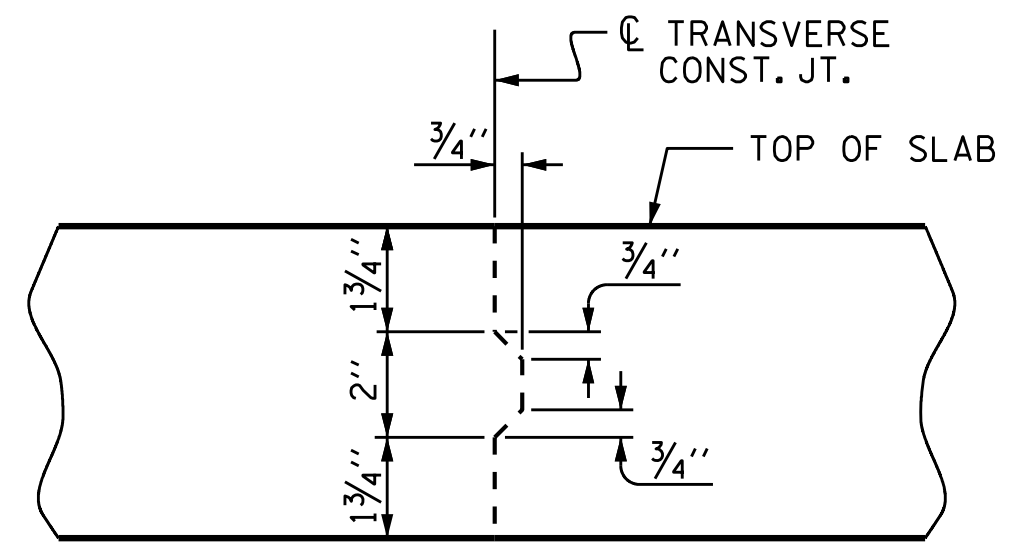 ℄ TRANSVERSE
CONST. JT.
3/4"
TOP OF SLAB
1 3/4"
3/4"
2"
1 3/4"
3/4"